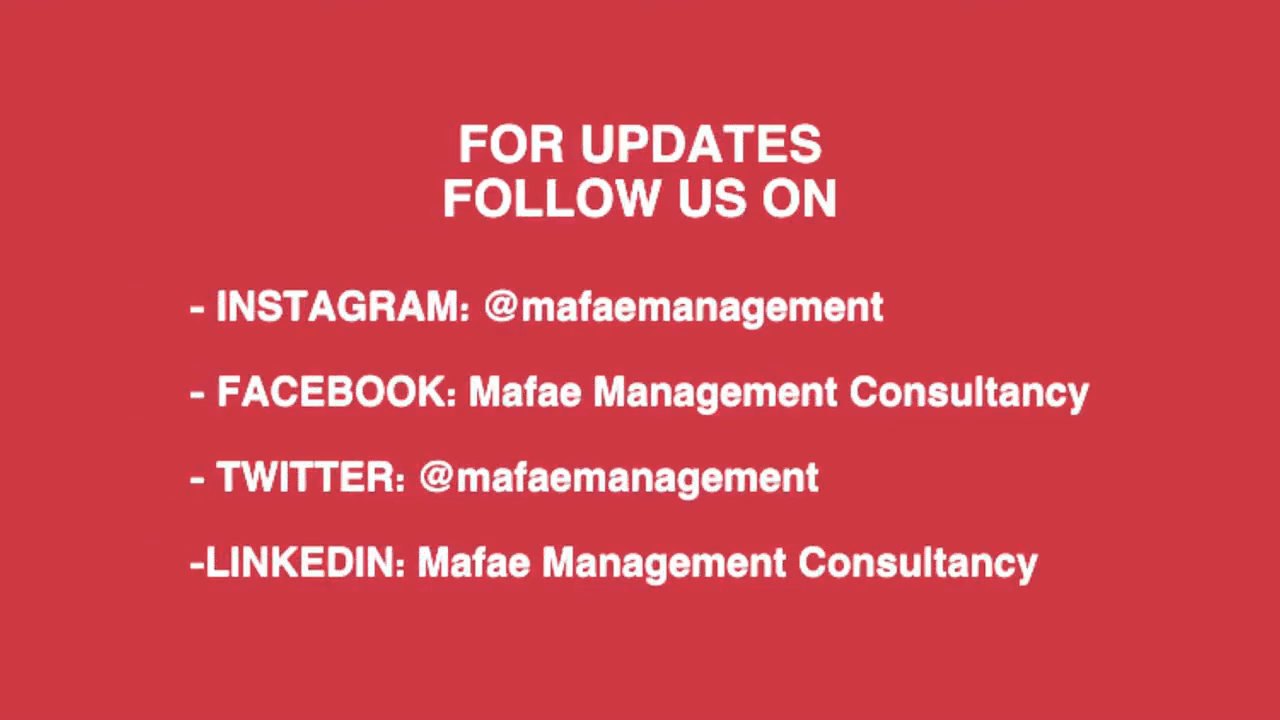 FOR UPDATES
FOLLOW US ON
- INSTAGRAM: @mafaemanagement
- FACEBOOK: Mafae Management Consultancy
- TWITTER: @mafaemanagement
-LINKEDIN: Mafae Management Consultancy